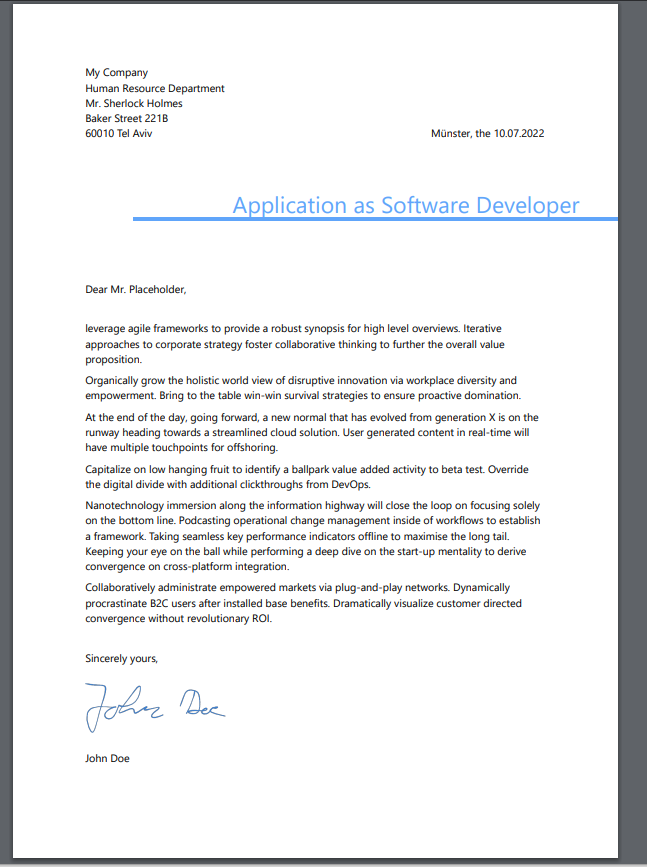 My Company
Human Resource Department
Mr. Sherlock Holmes
Baker Street 221B
60010 Tel Aviv
Münster, the 10.07.2022
Application as Software Developer
Dear Mr. Placeholder,
leverage agile frameworks to provide a robust synopsis for high level overviews. Iterative
approaches to corporate strategy foster collaborative thinking to further the overall value
proposition.
Organically grow the holistic world view of disruptive innovation via workplace diversity and
empowerment. Bring to the table win-win survival strategies to ensure proactive domination.
At the end of the day, going forward, a new normal that has evolved from generation X is on the
runway heading towards a streamlined cloud solution. User generated content in real-time will
have multiple touchpoints for offshoring.
Capitalize on low hanging fruit to identify a ballpark value added activity to beta test. Override
the digital divide with additional clickthroughs from DevOps.
Nanotechnology immersion along the information highway will close the loop on focusing solely
on the bottom line. Podcasting operational change management inside of workflows to establish
a framework. Taking seamless key performance indicators offline to maximise the long tail.
Keeping your eye on the ball while performing a deep dive on the start-up mentality to derive
convergence on cross-platform integration.
Collaboratively administrate empowered markets via plug-and-play networks. Dynamically
procrastinate B2C users after installed base benefits. Dramatically visualize customer directed
convergence without revolutionary ROI.
Sincerely yours,
John Doe
John Doe